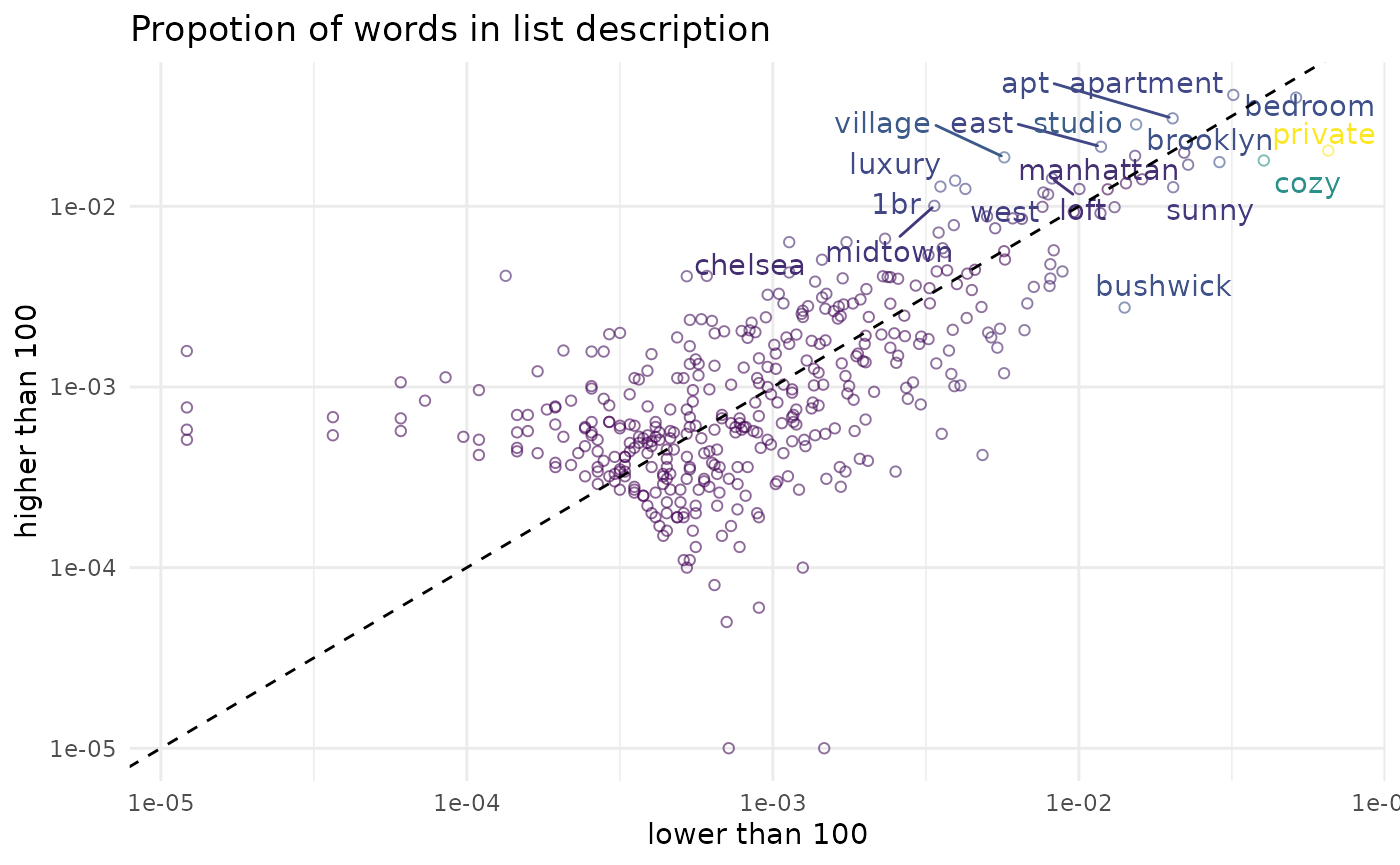 Propotion of words in list description
apt
apartment
bedroom
village
east
studio
brooklyn
private
luxury
manhattan
cozy
1br
west
loft
sunny
midtown
chelsea
bushwick
1e-02
1e-03
1e-04
1e-05
higher than 100
1e-05
1e-04
1e-03
1e-02
1e-0
lower than 100